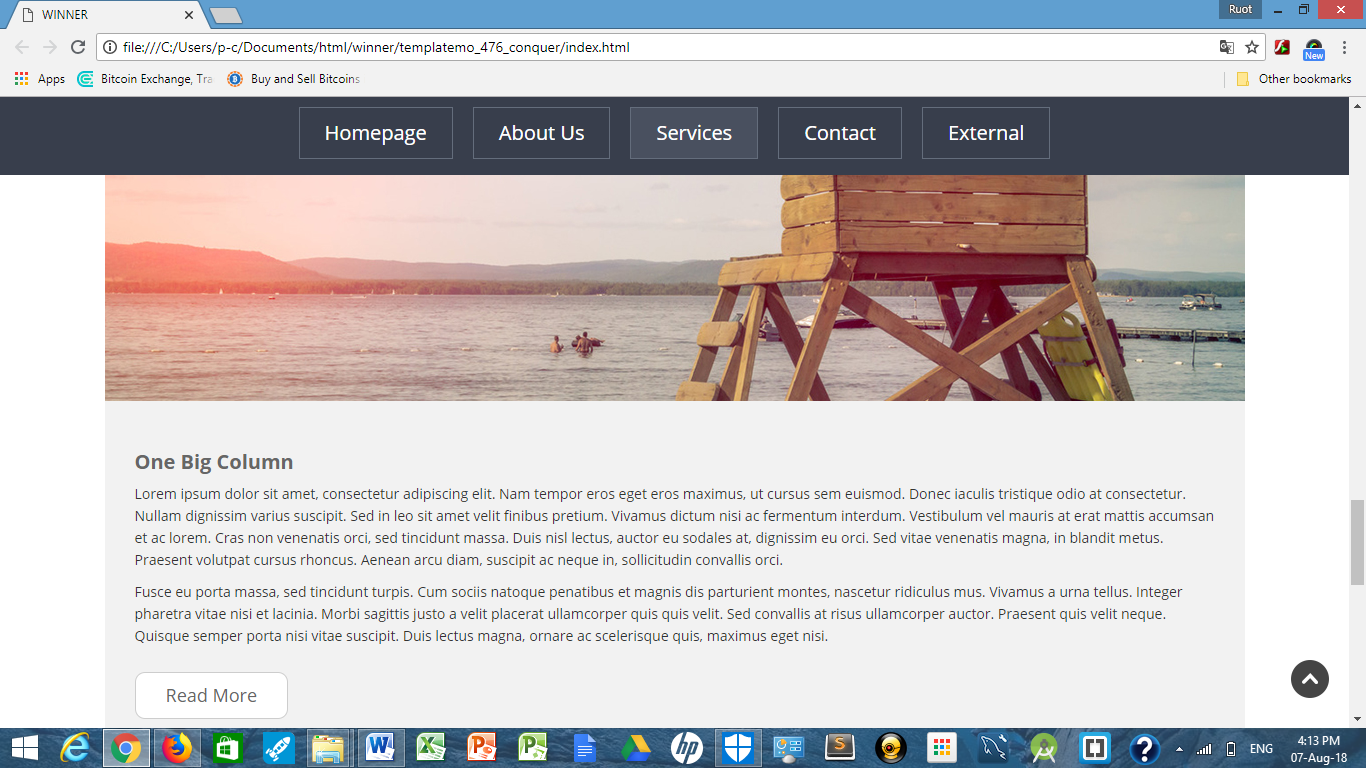 WINNER
Ruot
file:///C:/Users/p-c/Documents/html/winner/templatemo_476_conquer/index.html
New
Apps
Bitcoin Exchange, Tra
Buy and Sell Bitcoins
Other bookmarks
Homepage
About Us
Services
Contact
External
One Big Column
Lorem ipsum dolor sit amet, consectetur adipiscing elit. Nam tempor eros eget eros maximus, ut cursus sem euismod. Donec iaculis tristique odio at consectetur.
Nullam dignissim varius suscipit. Sed in leo sit amet velit finibus pretium. Vivamus dictum nisi ac fermentum interdum. Vestibulum vel mauris at erat mattis accumsan
et ac lorem. Cras non venenatis orci, sed tincidunt massa. Duis nisl lectus, auctor eu sodales at, dignissim eu orci. Sed vitae venenatis magna, in blandit metus.
Praesent volutpat cursus rhoncus. Aenean arcu diam, suscipit ac neque in, sollicitudin convallis orci.
Fusce eu porta massa, sed tincidunt turpis. Cum sociis natoque penatibus et magnis dis parturient montes, nascetur ridiculus mus. Vivamus a urna tellus. Integer
pharetra vitae nisi et lacinia. Morbi sagittis justo a velit placerat ullamcorper quis quis velit. Sed convallis at risus ullamcorper auctor. Praesent quis velit neque.
Quisque semper porta nisi vitae suscipit. Duis lectus magna, ornare ac scelerisque quis, maximus eget nisi.
Read More
ENG
4:13 PM
07-Aug-18